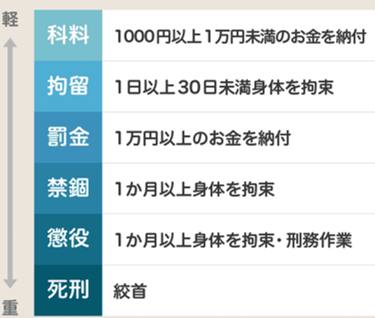 軽
科料 1000円以上1万円未満のお金を納付
拘留 1日以上30日未満身体を拘束
罰金 1万円以上のお金を納付
禁錮 1か月以上身体を拘束
懲役 1か月以上身体を拘束・刑務作業
死刑 絞首
重